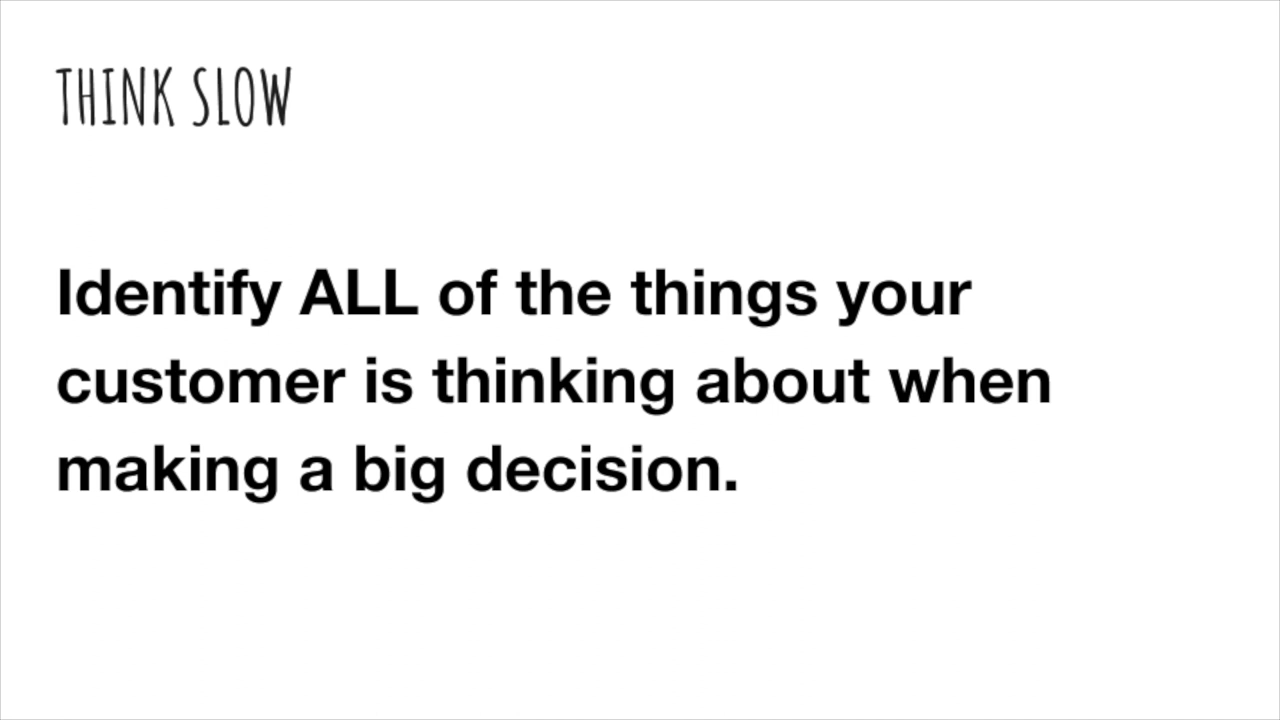 THINK SLOW
Identify ALL of the things your
customer is thinking about when
making a big decision.